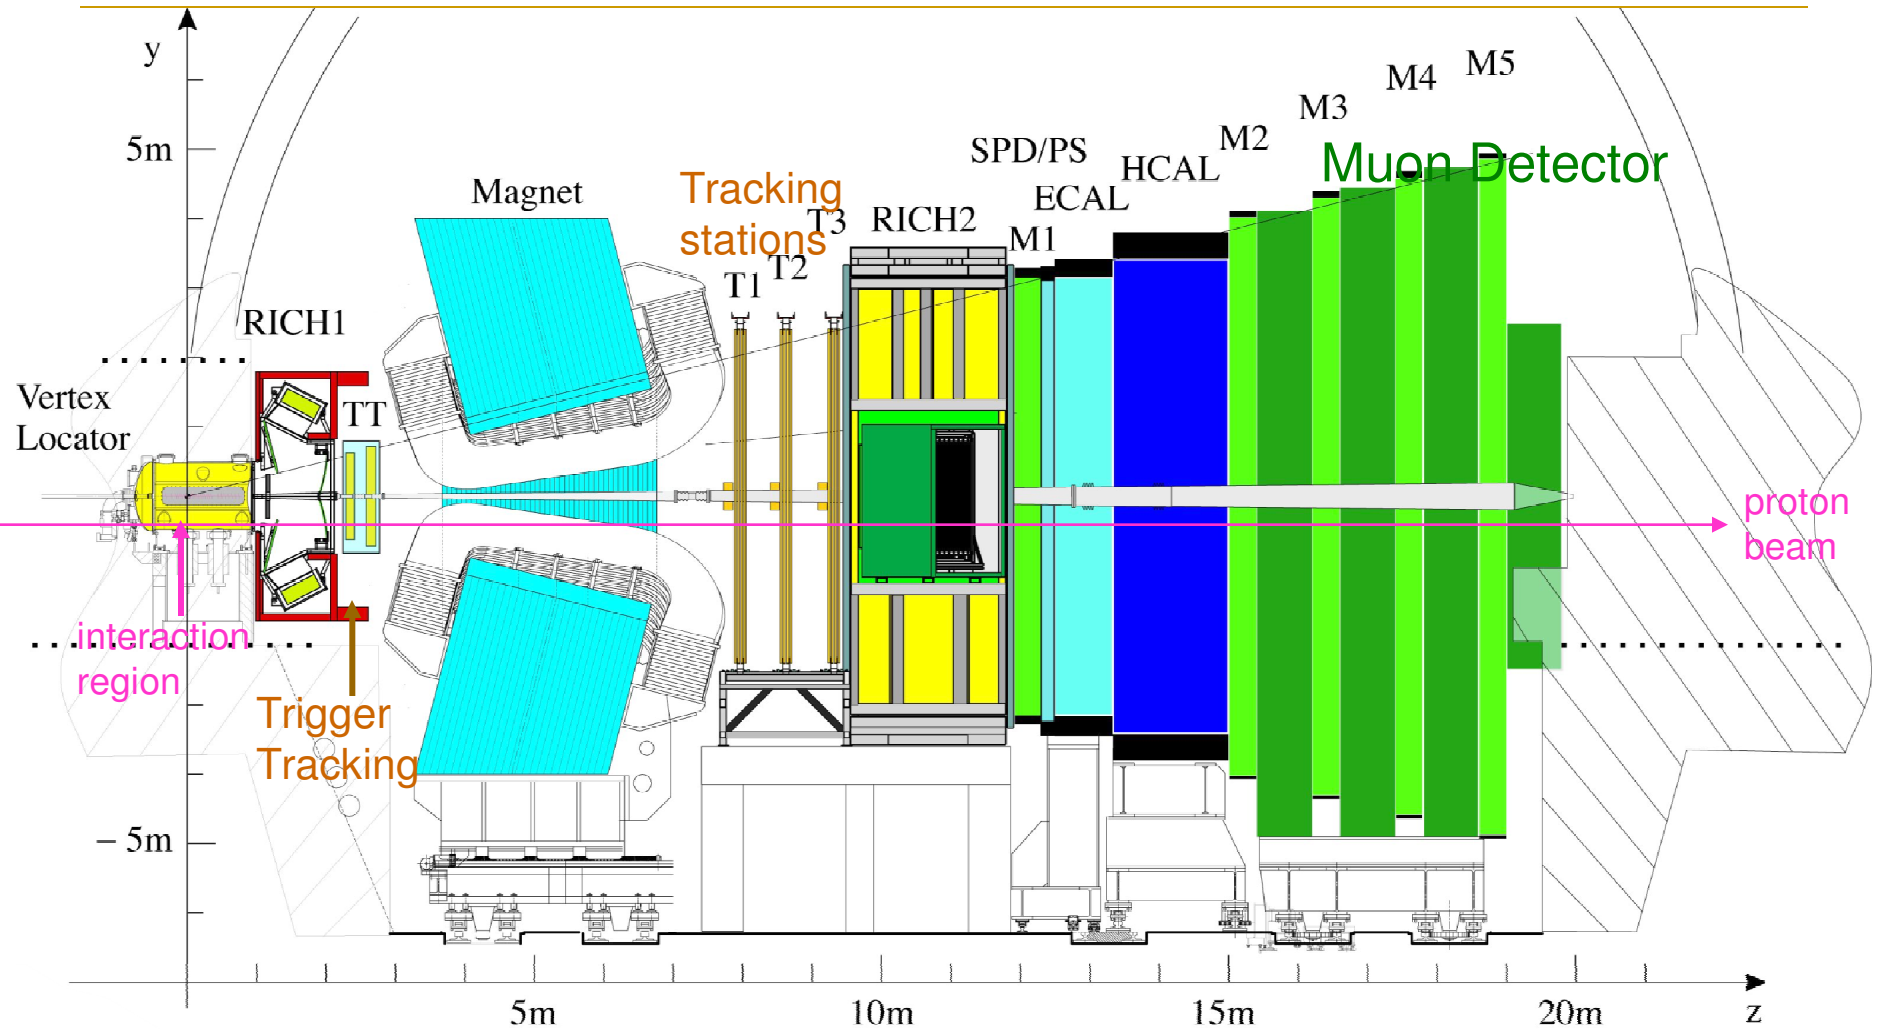 y
5m
Magnet
Tracking
stations
T3
T2
T1
RICH2
M1
SPD/PS
ECAL
HCAL
M2
M3
M4
M5
Muon Detector
RICH1
TT
Vertex
Locator
proton
beam
interaction
region
Trigger
Tracking
– 5m
5m
10m
15m
20m
z